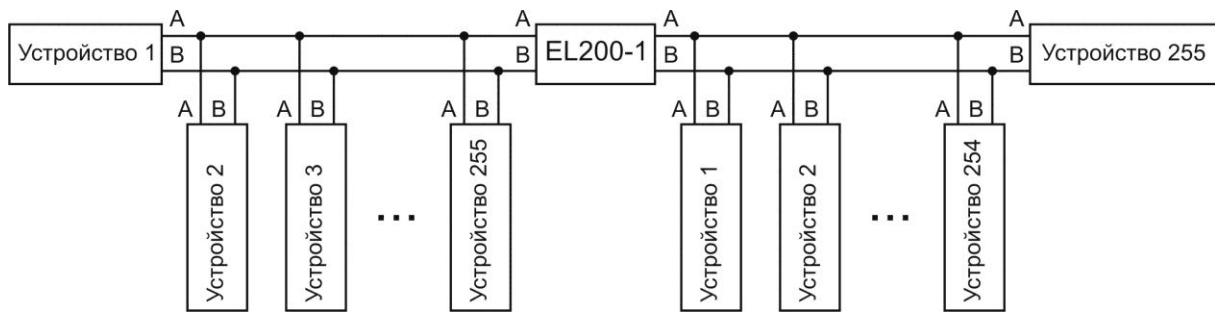 A A A A
Устройство 1 B B EL200-1 B B Устройство 255
A B A B A B A B A B A B
Устройство 2 Устройство 3 ... Устройство 255 Устройство 1 Устройство 2 ... Устройство 254